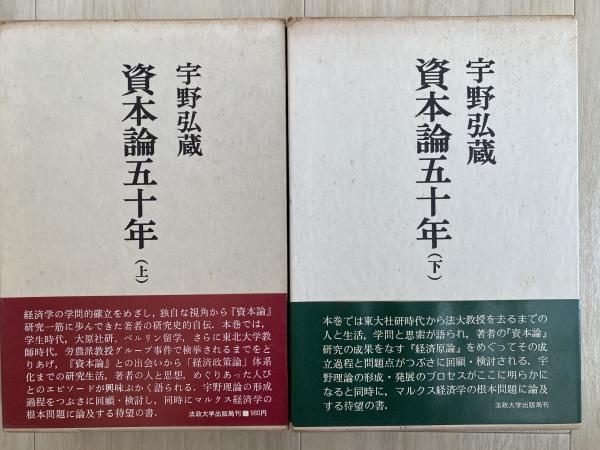 宇野弘蔵
資本論五十年(上)
経済学の学問的確立をめざし,独自な視角から『資本論』
研究一筋に歩んできた著者の研究史的自伝.本巻では,
学生時代,大原社研,ベルリン留学,さらに東北大学教
師時代,労農派教授グループ事件で検挙されるまでをと
りあげ,『資本論』との出会いから「経済政策論」体系
化までの研究生活,著者の人と思想,めぐりあった人び
とのエピソードが興味ぶかく語られる.宇野理論の形成
過程をつぶさに回顧・検討し,同時にマルクス経済学の
根本問題に論及する待望の書.
法政大学出版局刊■980円
宇野弘蔵
資本論五十年(下)
本巻では東大社研時代から法大教授を去るまでの
人と生活,学問と思索が語られ,著者の『資本論』
研究の成果をなす『経済原論』をめぐってその成
立過程と問題点がつぶさに回顧・検討される.宇
野理論の形成・発展のプロセスがここに明らかに
なると同時に,マルクス経済学の根本問題に論及
する待望の書.
法政大学出版局刊